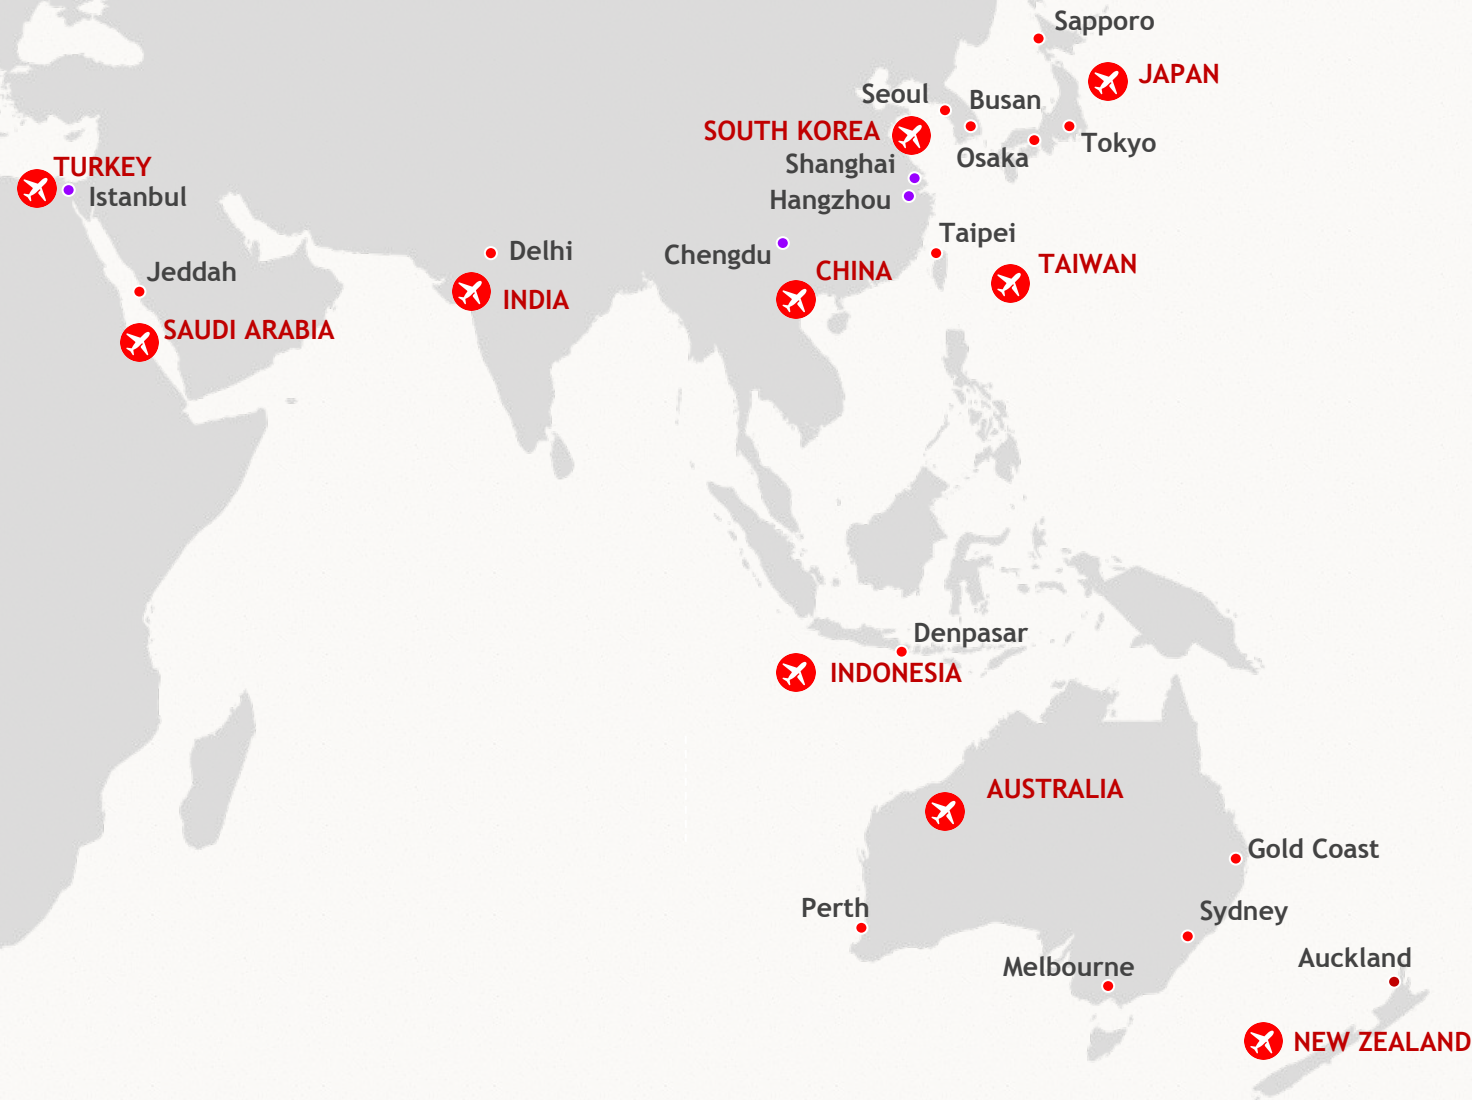 Sapporo
JAPAN
Seoul
Busan
SOUTH KOREA
Tokyo
Osaka
Shanghai
TURKEY
Istanbul
Hangzhou
Taipei
Delhi
Chengdu
TAIWAN
Jeddah
CHINA
INDIA
SAUDI ARABIA
Denpasar
INDONESIA
AUSTRALIA
Gold Coast
Perth
Sydney
Auckland
Melbourne
NEW ZEALAND